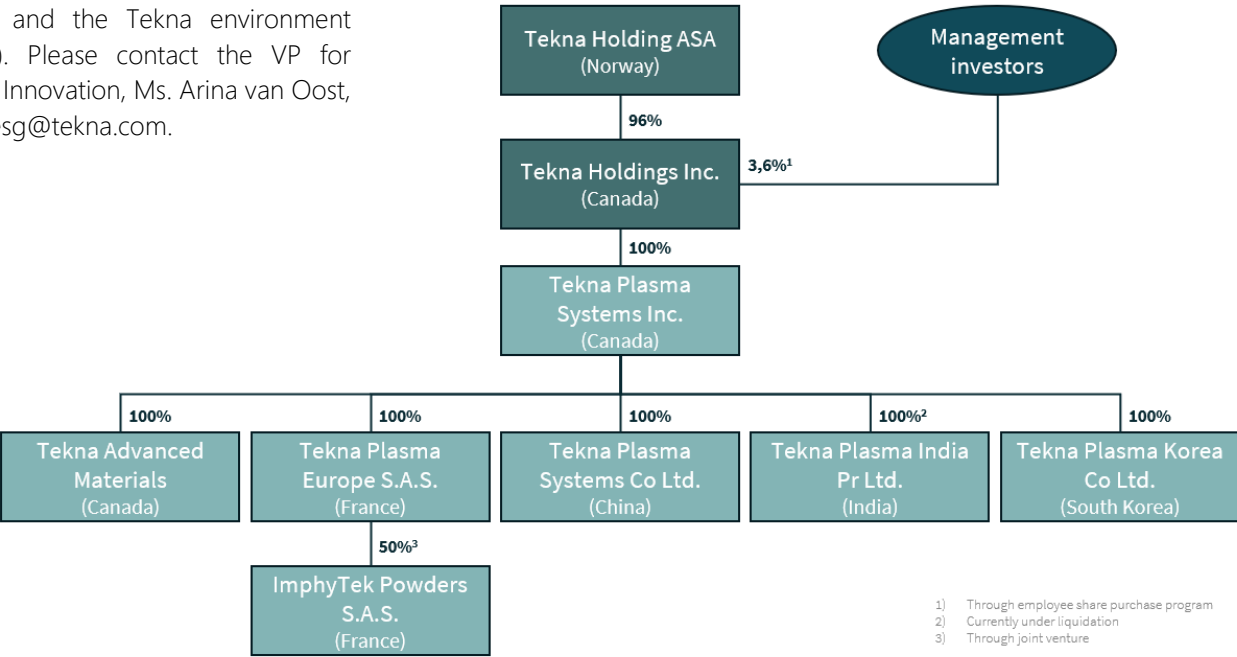 and the Tekna environment
). Please contact the VP for
Innovation, Ms. Arina van Oost,
esg@tekna.com.
Tekna Holding ASA
(Norway)
Management
investors
96%
Tekna Holdings Inc.
(Canada)
3,6%¹
100%
Tekna Plasma
Systems Inc.
(Canada)
100%
100%
100%
100%²
100%
Tekna Advanced
Materials
(Canada)
Tekna Plasma
Europe S.A.S.
(France)
Tekna Plasma
Systems Co Ltd.
(China)
Tekna Plasma India
Pr Ltd.
(India)
Tekna Plasma Korea
Co Ltd.
(South Korea)
50%³
ImphyTek Powders
S.A.S.
(France)
1) Through employee share purchase program
2) Currently under liquidation
3) Through joint venture